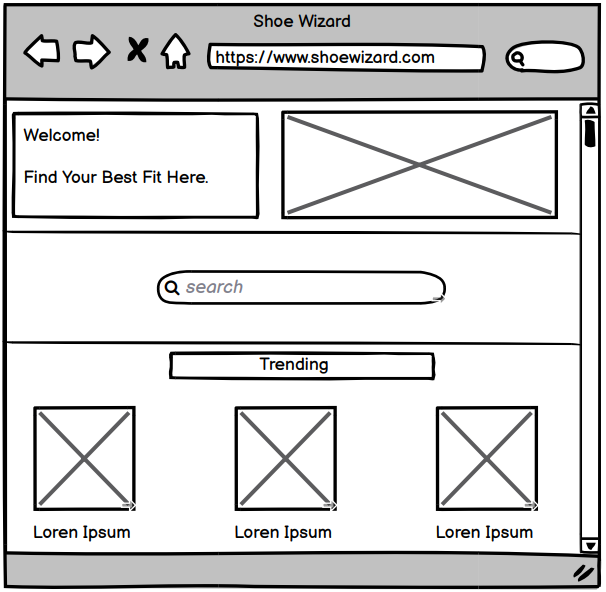 Shoe Wizard
https://www.shoewizard.com
Welcome!
Find Your Best Fit Here.
search
Trending
Loren Ipsum
Loren Ipsum
Loren Ipsum